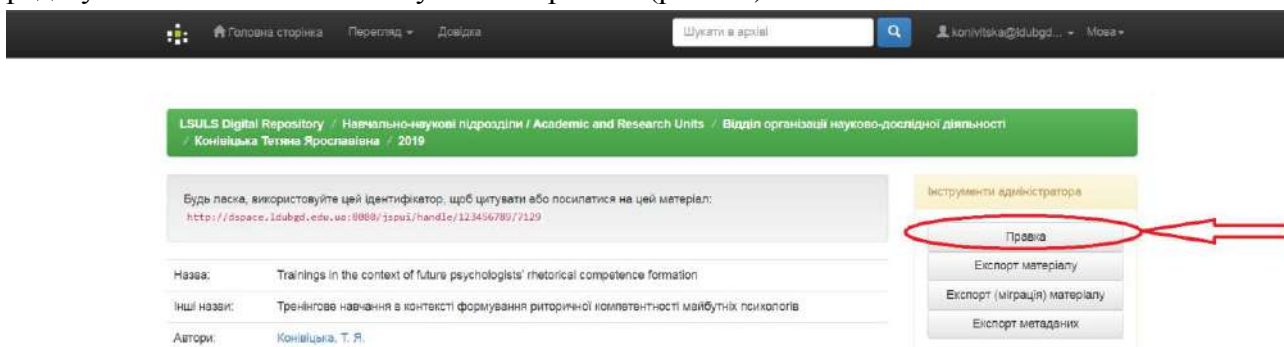 Головна сторінка Перегляд Довідка Шукати в архіві konivitska@ldubgd... Мова
LSULS Digital Repository / Навчально-наукові підрозділи / Academic and Research Units / Відділ організації науково-дослідної діяльності
/ Конівіцька Тетяна Ярославівна / 2019
Будь ласка, використовуйте цей ідентифікатор, щоб цитувати або посилатися на цей матеріал:
http://dspace.ldubgd.edu.ua:8080/jspui/handle/123456789/7129
Інструменти адміністратора
Правка
Експорт матеріалу
Експорт (міграція) матеріалу
Експорт метаданих
Назва: Trainings in the context of future psychologists' rhetorical competence formation
Інші назви: Тренінгове навчання в контексті формування риторичної компетентності майбутніх психологів
Автори: Конівіцька, Т. Я.